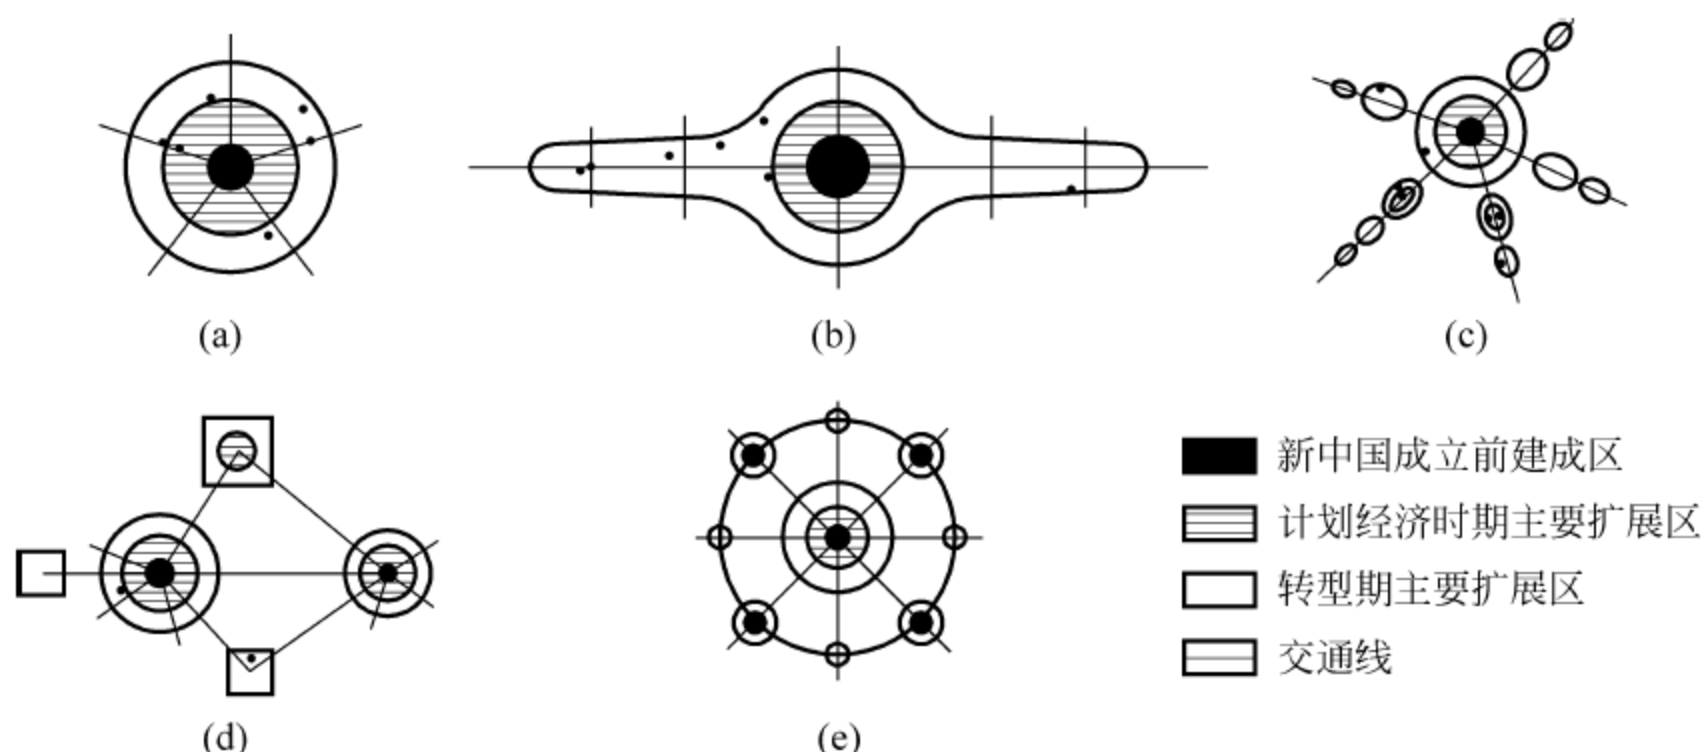 (a)
(b)
(c)
(d)
(e)
新中国成立前建成区
计划经济时期主要扩展区
转型期主要扩展区
交通线